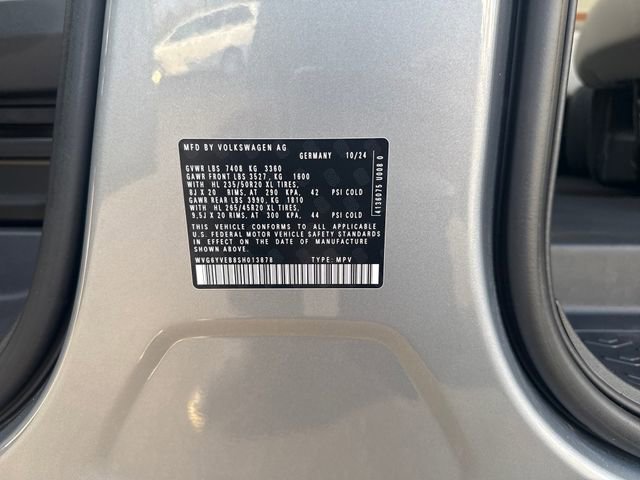 MFD BY VOLKSWAGEN AG
GERMANY 10/24
GVWR LBS 7408 KG 3360
GAWR FRONT LBS 3527, KG 1600
WITH HL 235/50R20 XL TIRES,
8J X 20 RIMS, AT 290 KPA, 42 PSI COLD
GAWR REAR LBS 3990, KG 1810
WITH HL 265/45R20 XL TIRES,
9.5J X 20 RIMS, AT 300 KPA, 44 PSI COLD
THIS VEHICLE CONFORMS TO ALL APPLICABLE
U.S. FEDERAL MOTOR VEHICLE SAFETY STANDARDS
IN EFFECT ON THE DATE OF MANUFACTURE
SHOWN ABOVE.
WVG8YVEB8SH013878 TYPE: MPV
4136075 U008 0